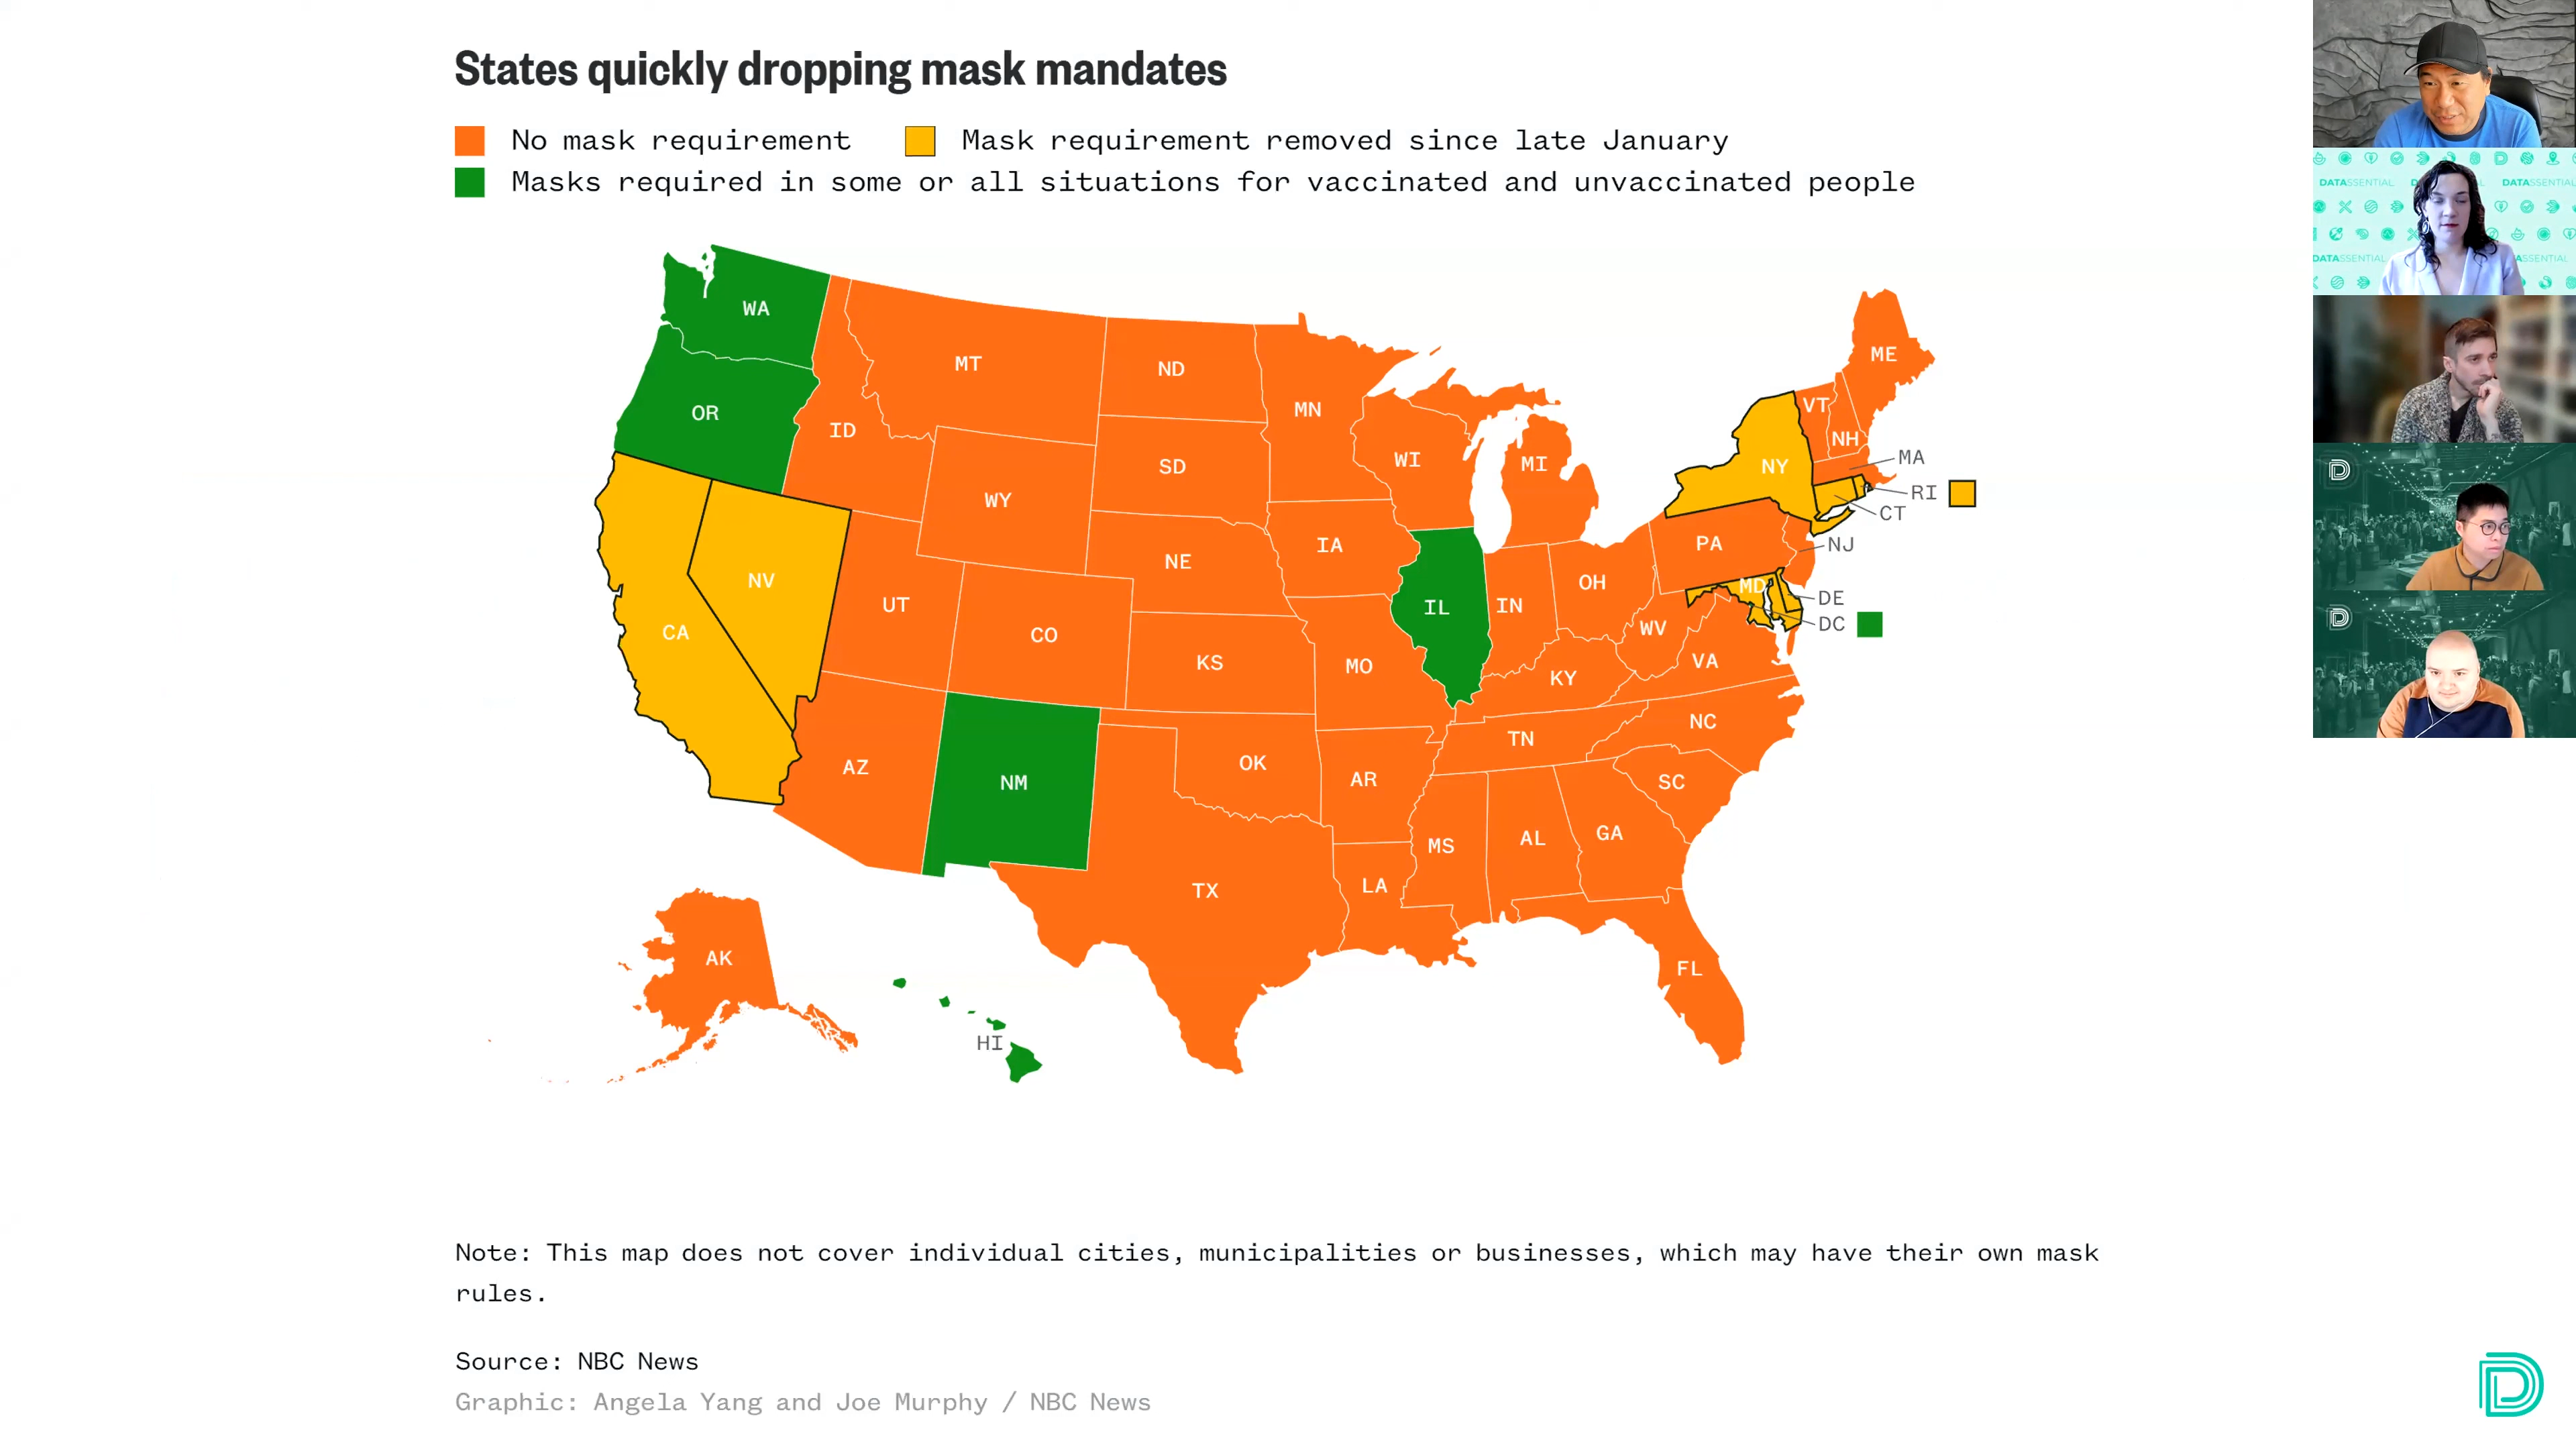 States quickly dropping mask mandates
No mask requirement
Mask requirement removed since late January
Masks required in some or all situations for vaccinated and unvaccinated people
WA
MT
ND
ME
OR
ID
MN
VT
NH
SD
WI
MI
NY
MA
WY
RI
CT
IA
PA
NJ
NE
NV
OH
MD
UT
IL
IN
DE
CA
CO
WV
DC
KS
MO
KY
VA
NC
TN
AZ
NM
OK
AR
SC
MS
AL
GA
LA
TX
AK
FL
HI
Note: This map does not cover individual cities, municipalities or businesses, which may have their own mask
rules.
Source: NBC News
Graphic: Angela Yang and Joe Murphy / NBC News
DATASSENTIAL
DATASSENTIAL
DATASSENTIAL